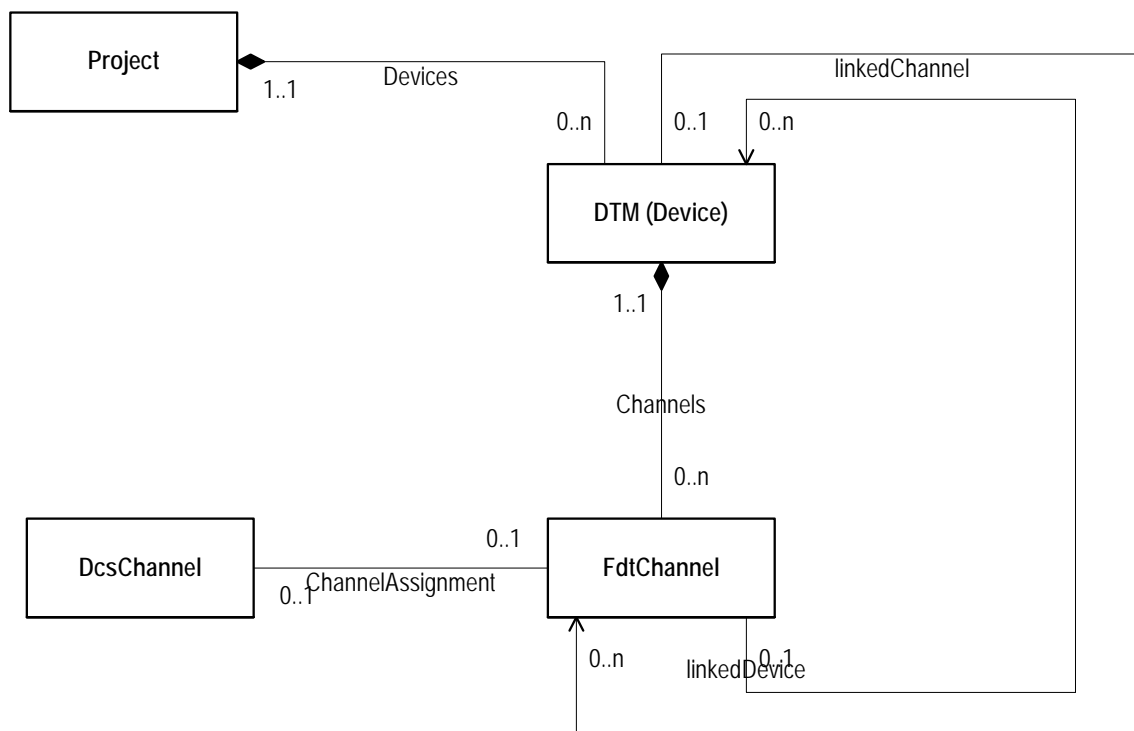 Project
1..1
Devices
0..n
linkedChannel
0..1
0..n
DTM (Device)
1..1
Channels
0..n
DcsChannel
0..1
ChannelAssignment
0..1
FdtChannel
0..n
linkedDevice
0..1